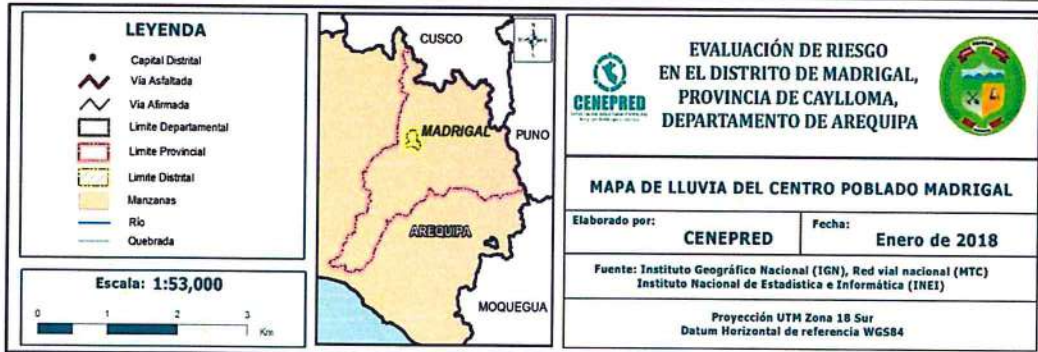 LEYENDA
Capital Distrital
Vía Asfaltada
Vía Afirmada
Limite Departamental
Limite Provincial
Limite Distrital
Manzanas
Río
Quebrada
Escala: 1:53,000
0 1 2 3
Km
CUSCO
MADRIGAL
PUNO
AREQUIPA
MOQUEGUA
CENEPRED
EVALUACIÓN DE RIESGO
EN EL DISTRITO DE MADRIGAL,
PROVINCIA DE CAYLLOMA,
DEPARTAMENTO DE AREQUIPA
MAPA DE LLUVIA DEL CENTRO POBLADO MADRIGAL
Elaborado por:
CENEPRED
Fecha:
Enero de 2018
Fuente: Instituto Geográfico Nacional (IGN), Red vial nacional (MTC)
Instituto Nacional de Estadística e Informática (INEI)
Proyección UTM Zona 18 Sur
Datum Horizontal de referencia WGS84